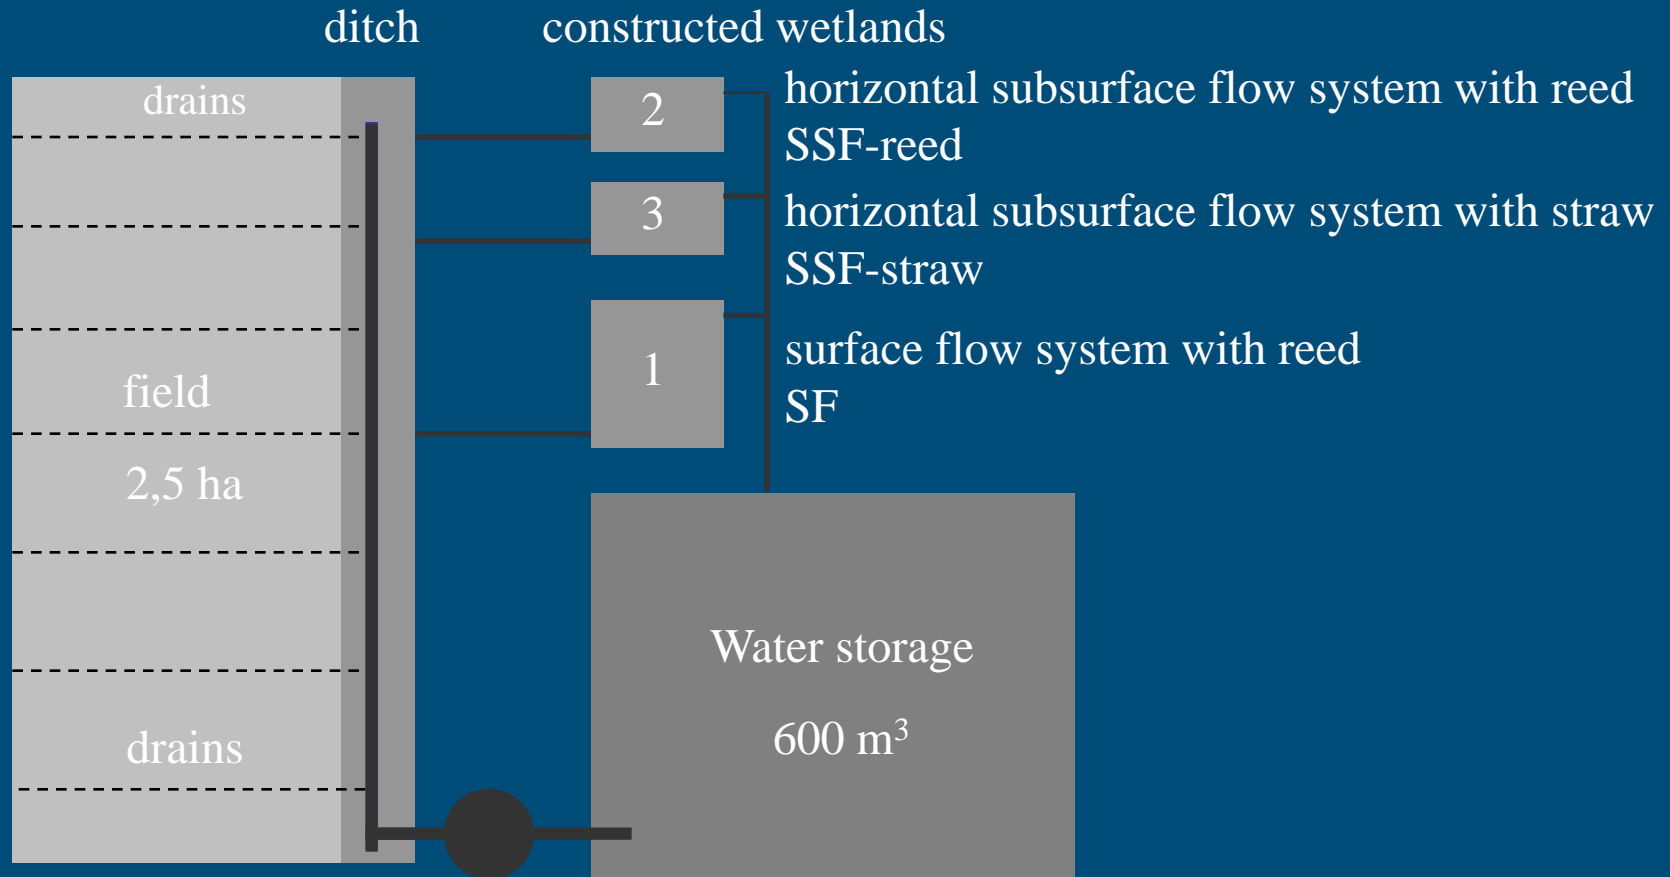 ditch
constructed wetlands
drains
2
horizontal subsurface flow system with reed
SSF-reed
3
horizontal subsurface flow system with straw
SSF-straw
1
surface flow system with reed
SF
field
2,5 ha
drains
Water storage
600 m³